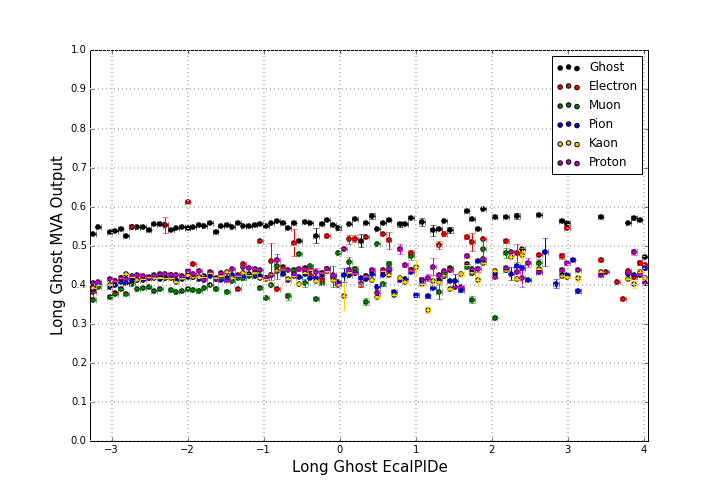 1.0
0.9
0.8
0.7
0.6
0.5
0.4
0.3
0.2
0.1
0.0
Long Ghost MVA Output
Ghost
Electron
Muon
Pion
Kaon
Proton
−3 −2 −1 0 1 2 3 4
Long Ghost EcalPIDe